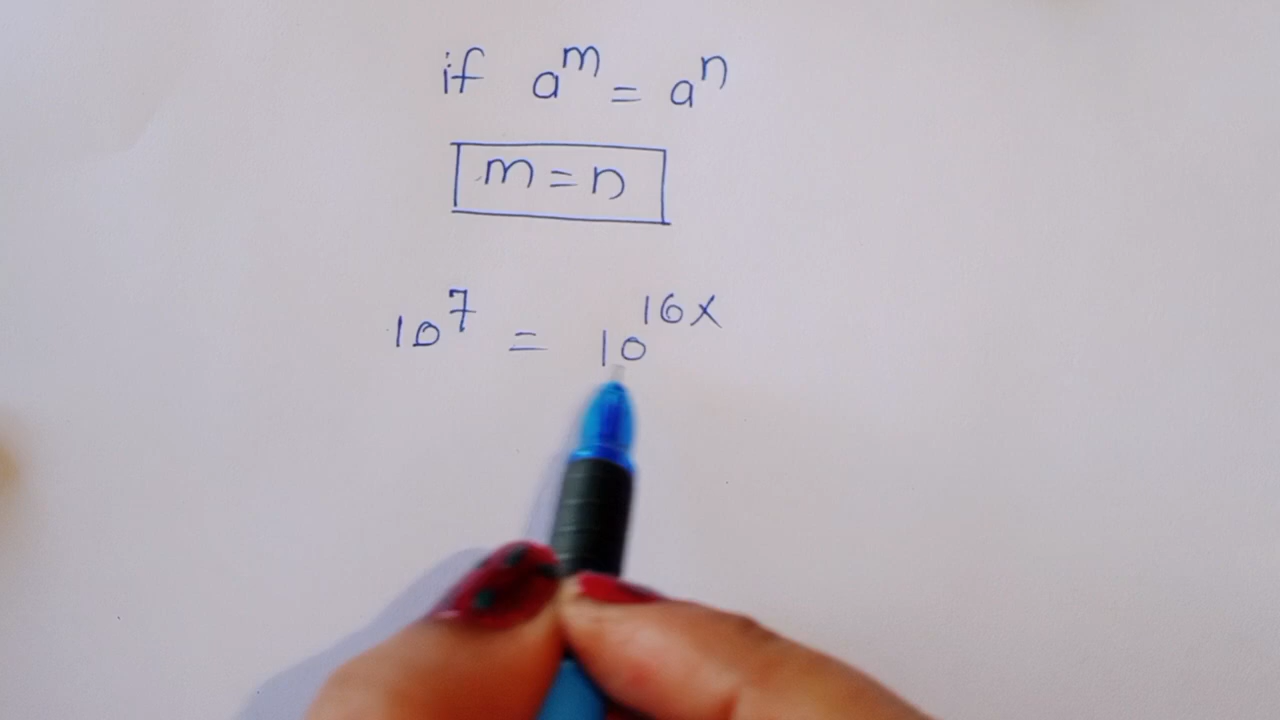 if a^m = a^n
m = n
10^7 = 10^16x